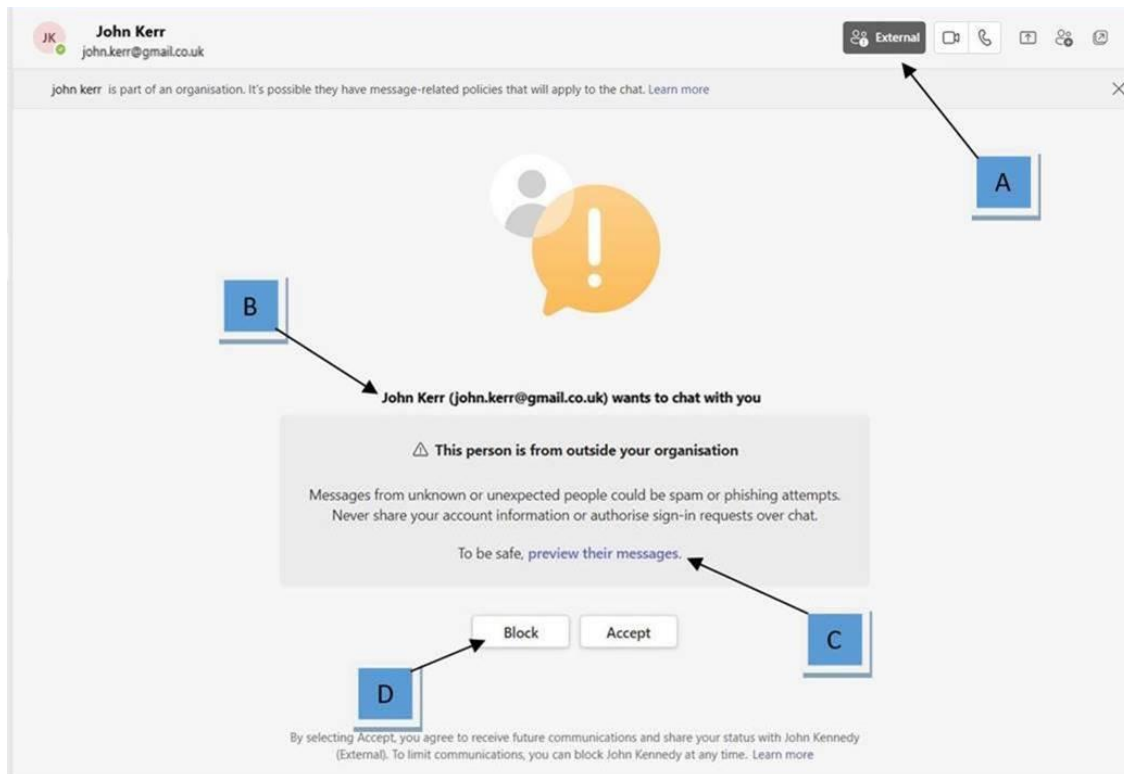 JK
John Kerr
john.kerr@gmail.co.uk
External
john kerr is part of an organisation. It's possible they have message-related policies that will apply to the chat. Learn more
A
B
John Kerr (john.kerr@gmail.co.uk) wants to chat with you
This person is from outside your organisation
Messages from unknown or unexpected people could be spam or phishing attempts.
Never share your account information or authorise sign-in requests over chat.
To be safe, preview their messages.
Block
Accept
C
D
By selecting Accept, you agree to receive future communications and share your status with John Kennedy
(External). To limit communications, you can block John Kennedy at any time. Learn more